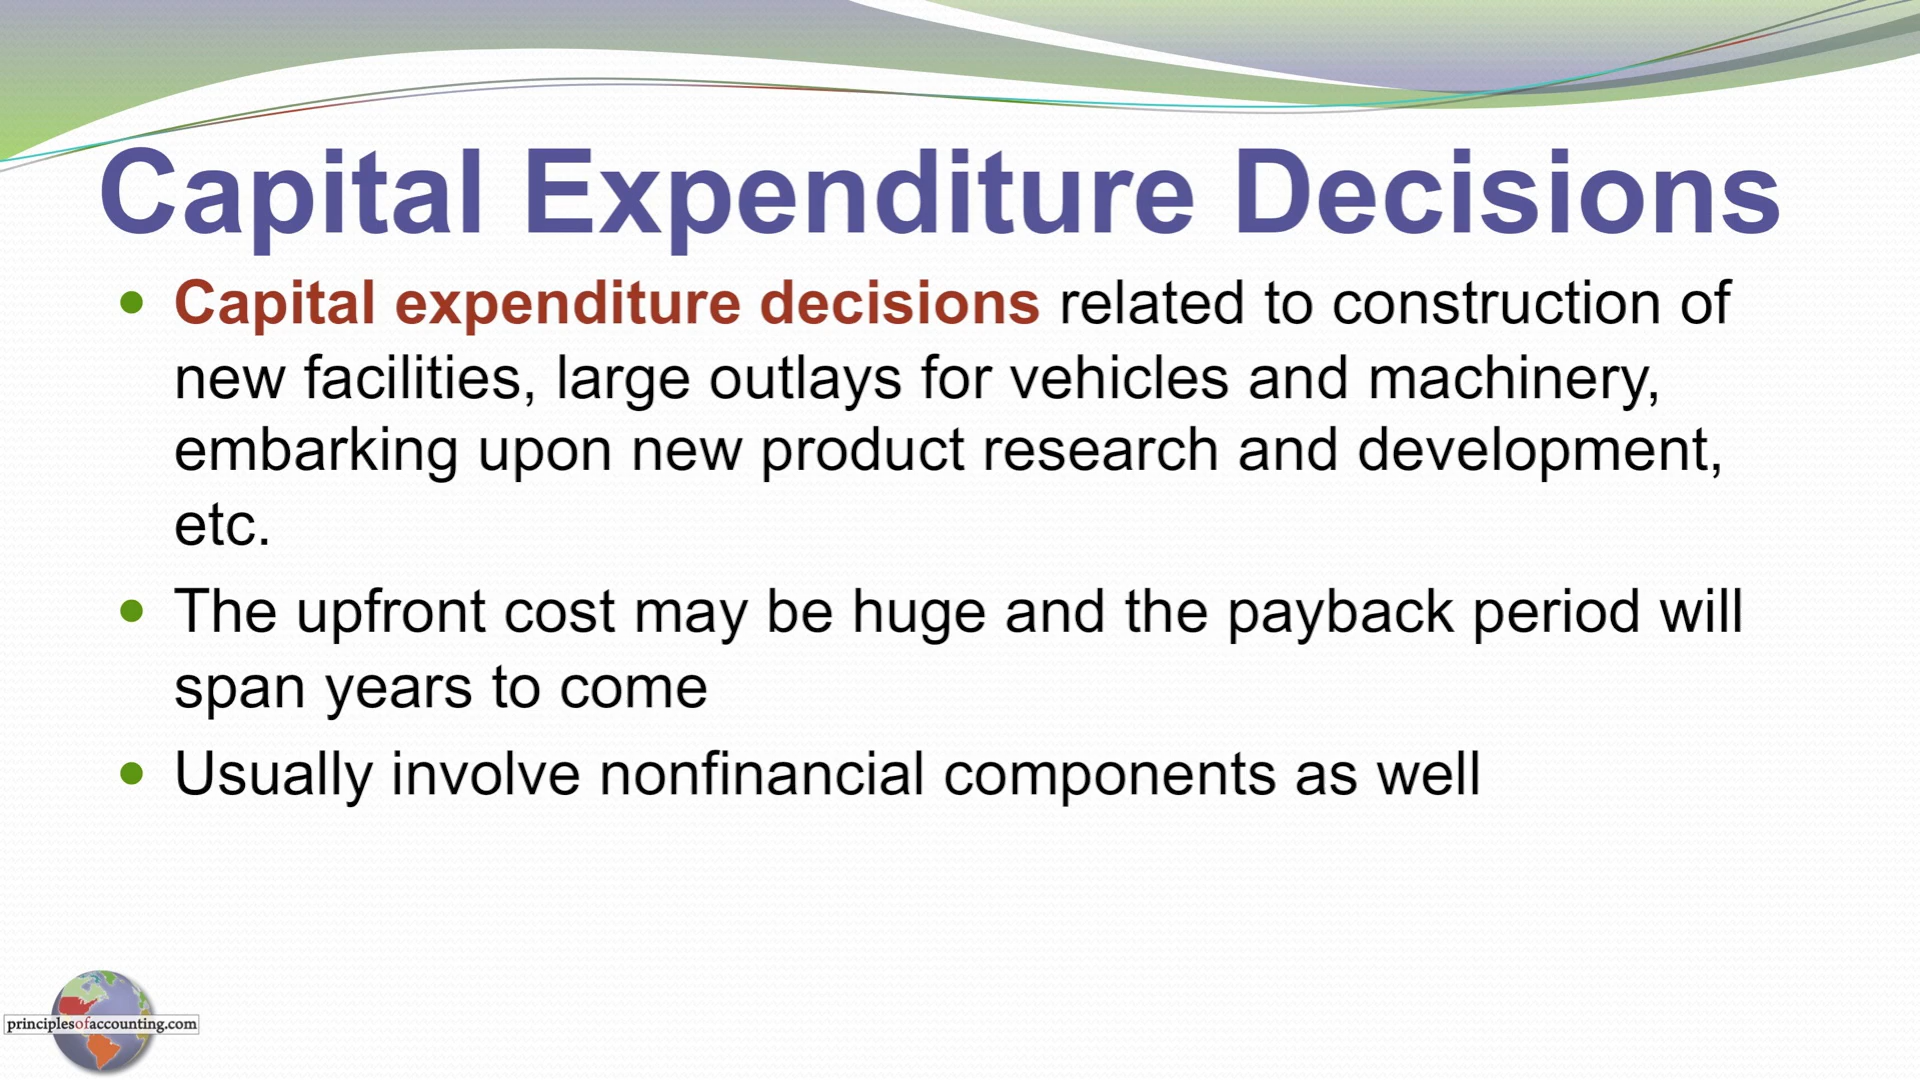 Capital Expenditure Decisions
• Capital expenditure decisions related to construction of
new facilities, large outlays for vehicles and machinery,
embarking upon new product research and development,
etc.
• The upfront cost may be huge and the payback period will
span years to come
• Usually involve nonfinancial components as well
principlesofaccounting.com